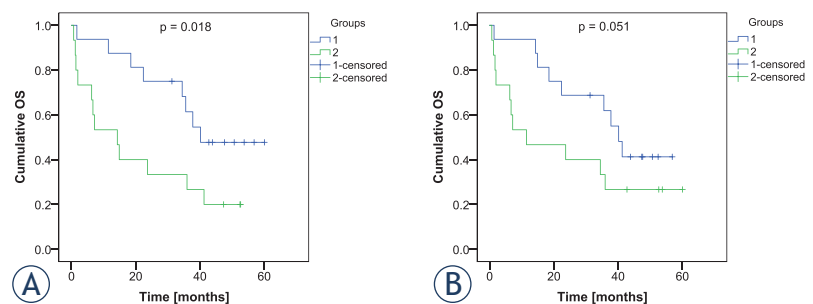 p = 0.018
Groups
1
2
1-censored
2-censored
Cumulative OS
1.0
0.8
0.6
0.4
0.2
0.0
0
20
40
60
Time [months]
A
p = 0.051
Groups
1
2
1-censored
2-censored
Cumulative OS
1.0
0.8
0.6
0.4
0.2
0.0
0
20
40
60
Time [months]
B